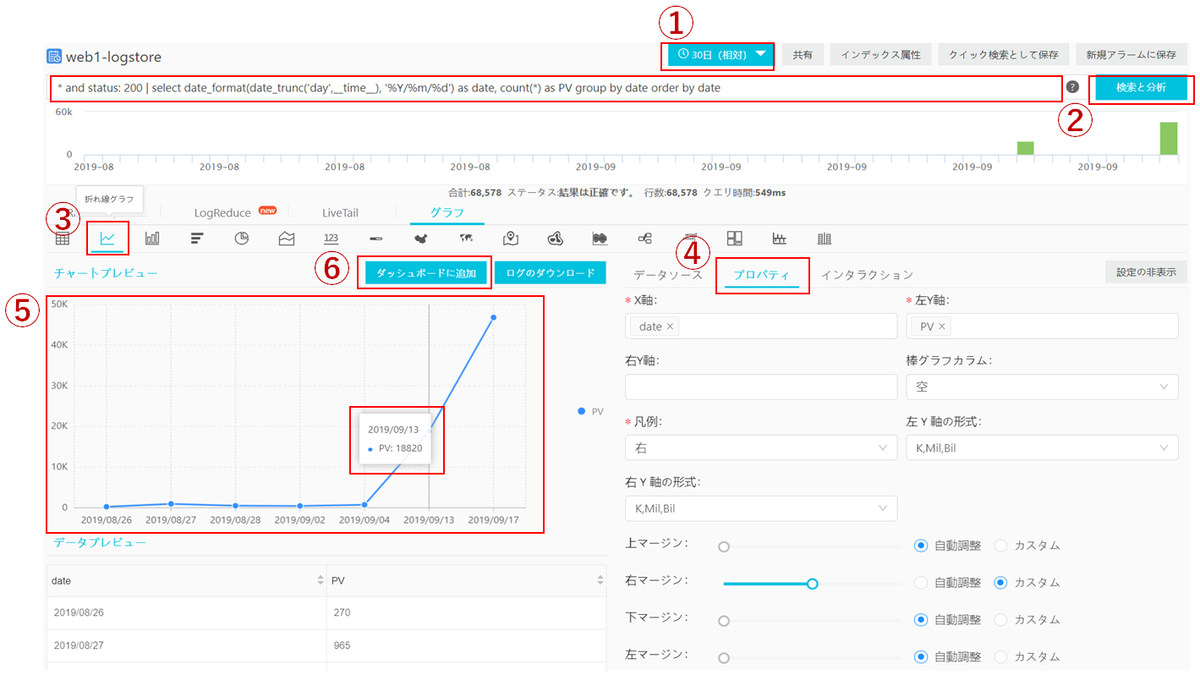 ①
web1-logstore
30日（相対）
共有
インデックス属性
クイック検索として保存
新規アラームに保存
* and status: 200 | select date_format(date_trunc('day',__time__), '%Y/%m/%d') as date, count(*) as PV group by date order by date
?
検索と分析
②
60k
0
2019-08
2019-08
2019-08
2019-08
2019-09
2019-09
2019-09
2019-09
2019-09
合計:68,578 ステータス:結果は正確です。 行数:68,578 クエリ時間:549ms
折れ線グラフ
LogReduce new
LiveTail
グラフ
③
123
④
⑥
チャートプレビュー
ダッシュボードに追加
ログのダウンロード
データソース
プロパティ
インタラクション
設定の非表示
⑤
50K
40K
30K
20K
10K
0
2019/09/13
PV: 18820
PV
2019/08/26
2019/08/27
2019/08/28
2019/09/02
2019/09/04
2019/09/13
2019/09/17
* X軸:
date ×
* 左Y軸:
PV ×
右Y軸:
棒グラフカラム:
空
* 凡例:
右
左 Y 軸の形式:
K,Mil,Bil
右 Y 軸の形式:
K,Mil,Bil
上マージン:
自動調整
カスタム
右マージン:
自動調整
カスタム
下マージン:
自動調整
カスタム
左マージン:
自動調整
カスタム
データプレビュー
date
PV
2019/08/26
270
2019/08/27
965